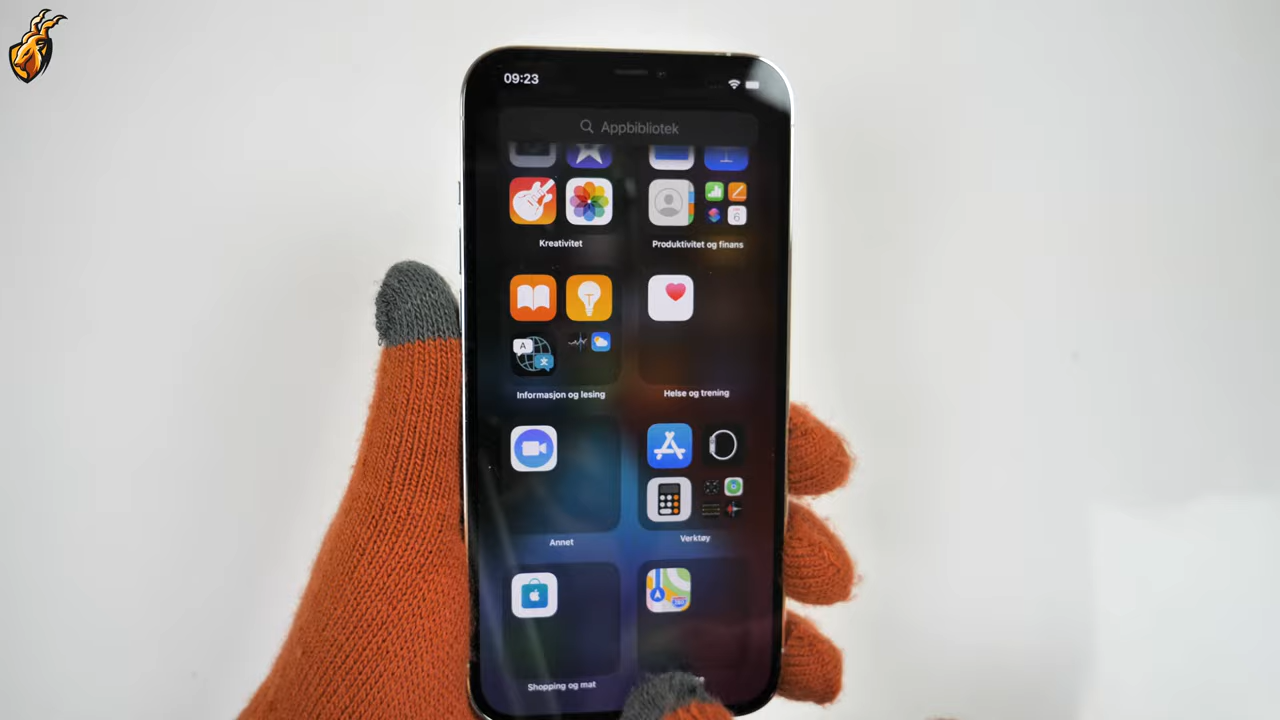 09:23
Appbibliotek
Kreativitet
Produktivitet og finans
Informasjon og lesing
Helse og trening
Annet
Verktøy
Shopping og mat